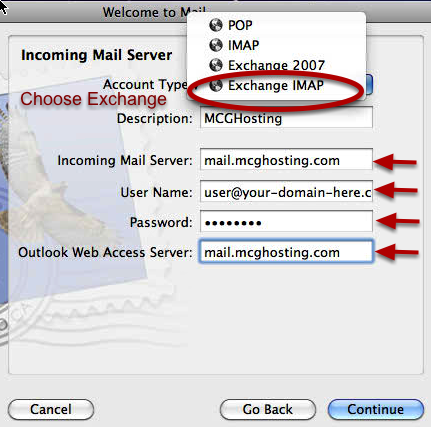 Welcome to Mail
POP
IMAP
Exchange 2007
Exchange IMAP
Incoming Mail Server
Account Type
Choose Exchange
Description: MCGHosting
Incoming Mail Server: mail.mcghosting.com
User Name: user@your-domain-here.c
Password: ••••••••
Outlook Web Access Server: mail.mcghosting.com
Cancel Go Back Continue